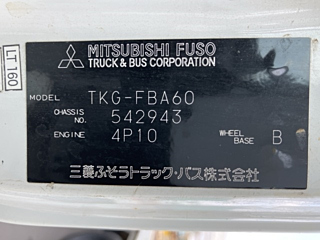 LT160
MITSUBISHI FUSO
TRUCK & BUS CORPORATION
MODEL TKG-FBA60
CHASSIS NO. 542943
ENGINE 4P10 WHEEL BASE B
三菱ふそうトラック・バス株式会社